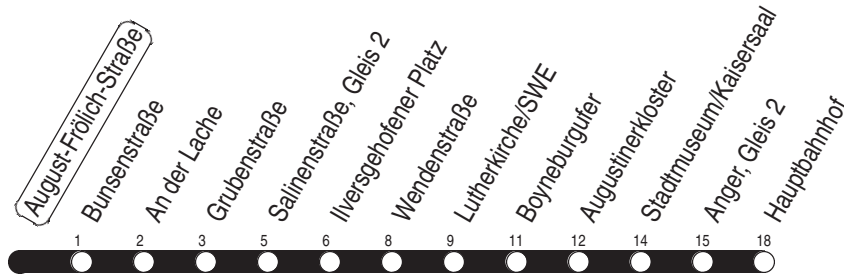 August-Frölich-Straße
Bunsenstraße
An der Lache
Grubenstraße
Salinenstraße, Gleis 2
Ilversgehofener Platz
Wendenstraße
Lutherkirche/SWE
Boyneburgufer
Augustinerkloster
Stadtmuseum/Kaisersaal
Anger, Gleis 2
Hauptbahnhof
1 2 3 5 6 8 9 11 12 14 15 18